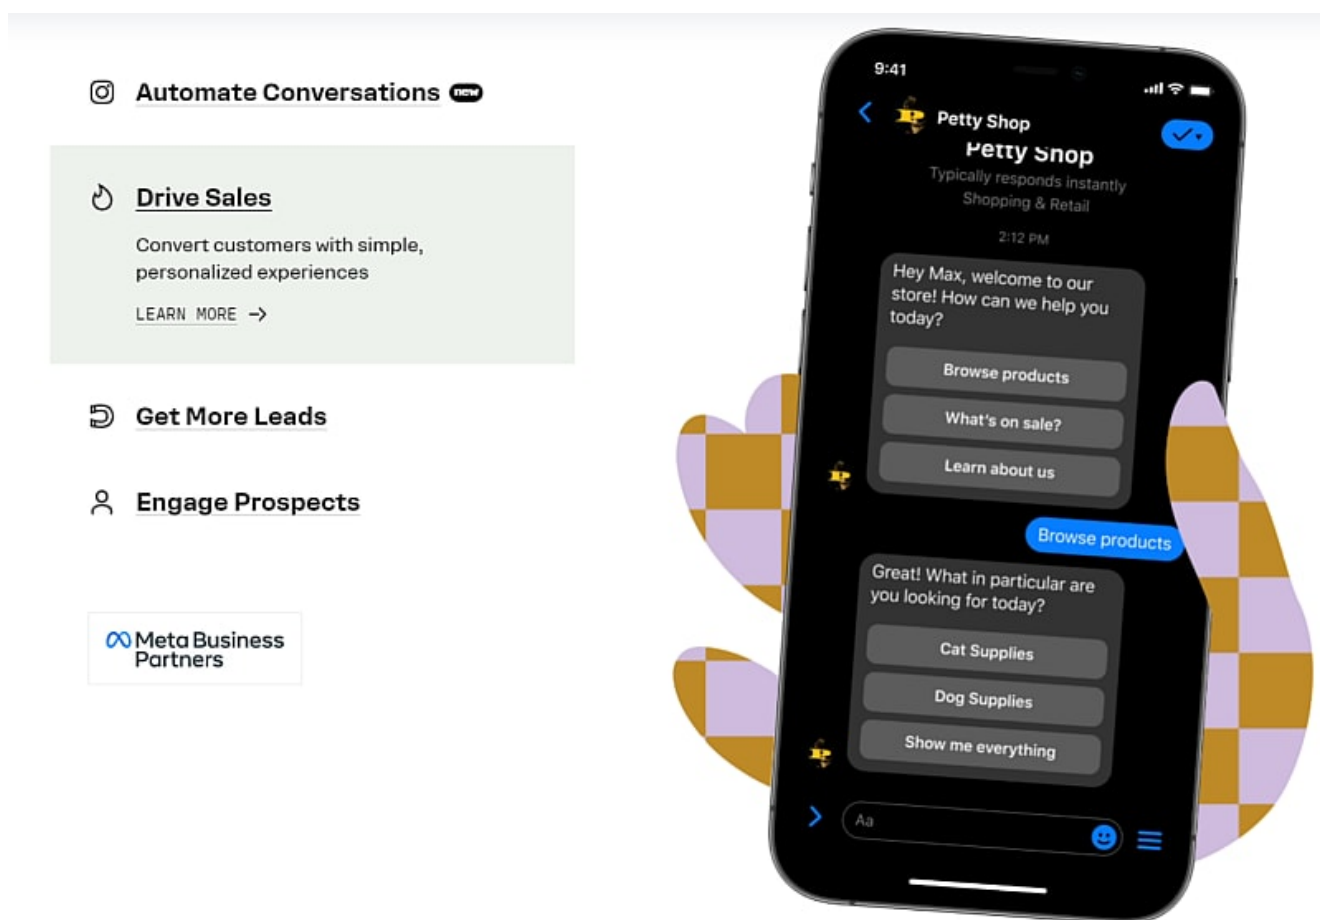 Automate Conversations new
Drive Sales
Convert customers with simple,
personalized experiences
LEARN MORE →
Get More Leads
Engage Prospects
Meta Business
Partners
9:41
Petty Shop
Petty Shop
Typically responds instantly
Shopping & Retail
2:12 PM
Hey Max, welcome to our
store! How can we help you
today?
Browse products
What's on sale?
Learn about us
Browse products
Great! What in particular are
you looking for today?
Cat Supplies
Dog Supplies
Show me everything
Aa